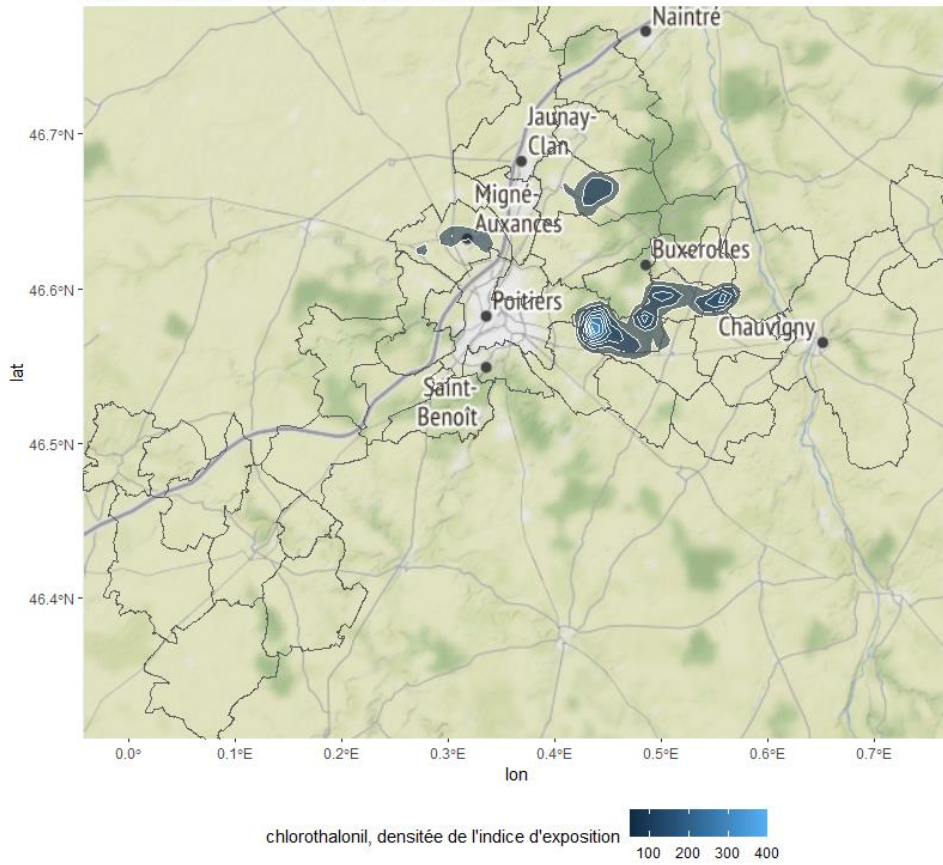 Naintré
46.7°N
Jaunay-
Clan
Migné-
Auxances
Buxerolles
46.6°N
Poitiers
Chauvigny
lat
Saint-
Benoît
46.5°N
46.4°N
0.0°
0.1°E
0.2°E
0.3°E
0.4°E
0.5°E
0.6°E
0.7°E
lon
chlorothalonil, densitée de l'indice d'exposition
100
200
300
400